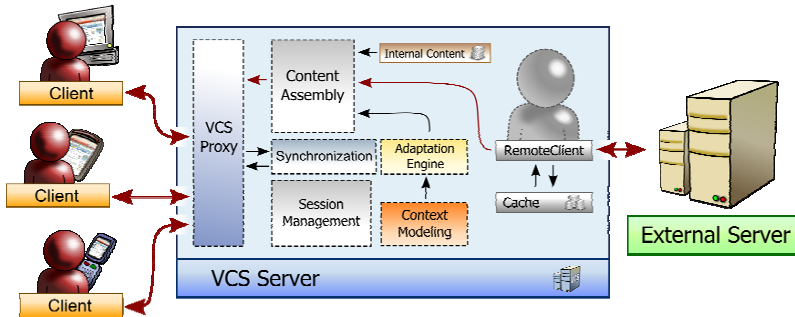 Client
Client
Client
VCS
Proxy
Content
Assembly
Internal Content
Synchronization
Adaptation
Engine
Session
Management
Context
Modeling
RemoteClient
Cache
External Server
VCS Server